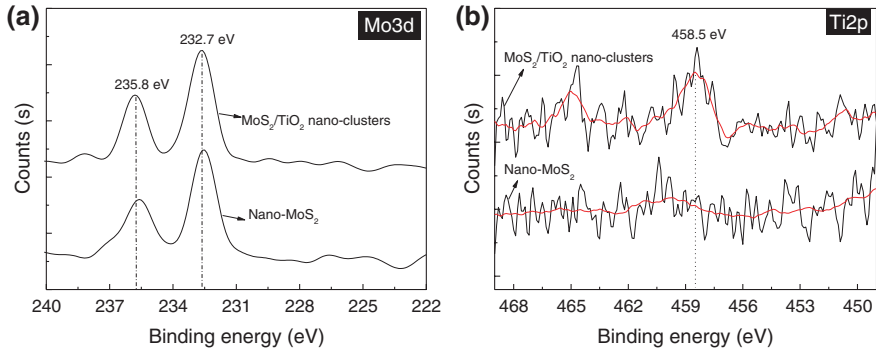 (a)
Mo3d
232.7 eV
235.8 eV
MoS₂/TiO₂ nano-clusters
Nano-MoS₂
Counts (s)
240 237 234 231 228 225 222
Binding energy (eV)
(b)
Ti2p
458.5 eV
MoS₂/TiO₂ nano-clusters
Nano-MoS₂
Counts (s)
468 465 462 459 456 453 450
Binding energy (eV)